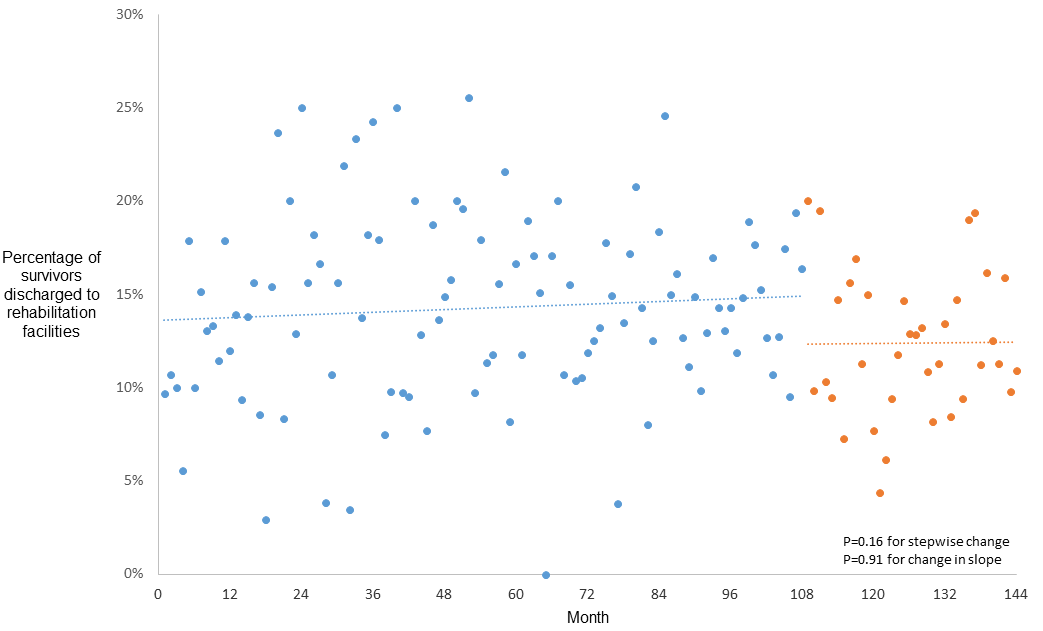 30%
25%
20%
15%
10%
5%
0%
Percentage of
survivors
discharged to
rehabilitation
facilities
P=0.16 for stepwise change
P=0.91 for change in slope
0 12 24 36 48 60 72 84 96 108 120 132 144
Month